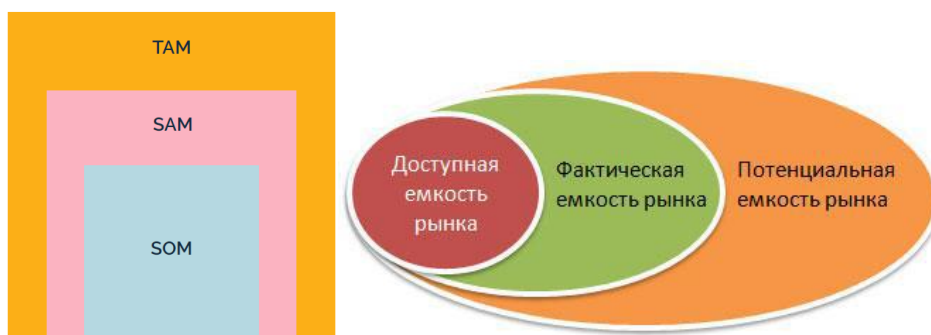 TAM
SAM
SOM
Доступная
емкость
рынка
Фактическая
емкость рынка
Потенциальная
емкость рынка